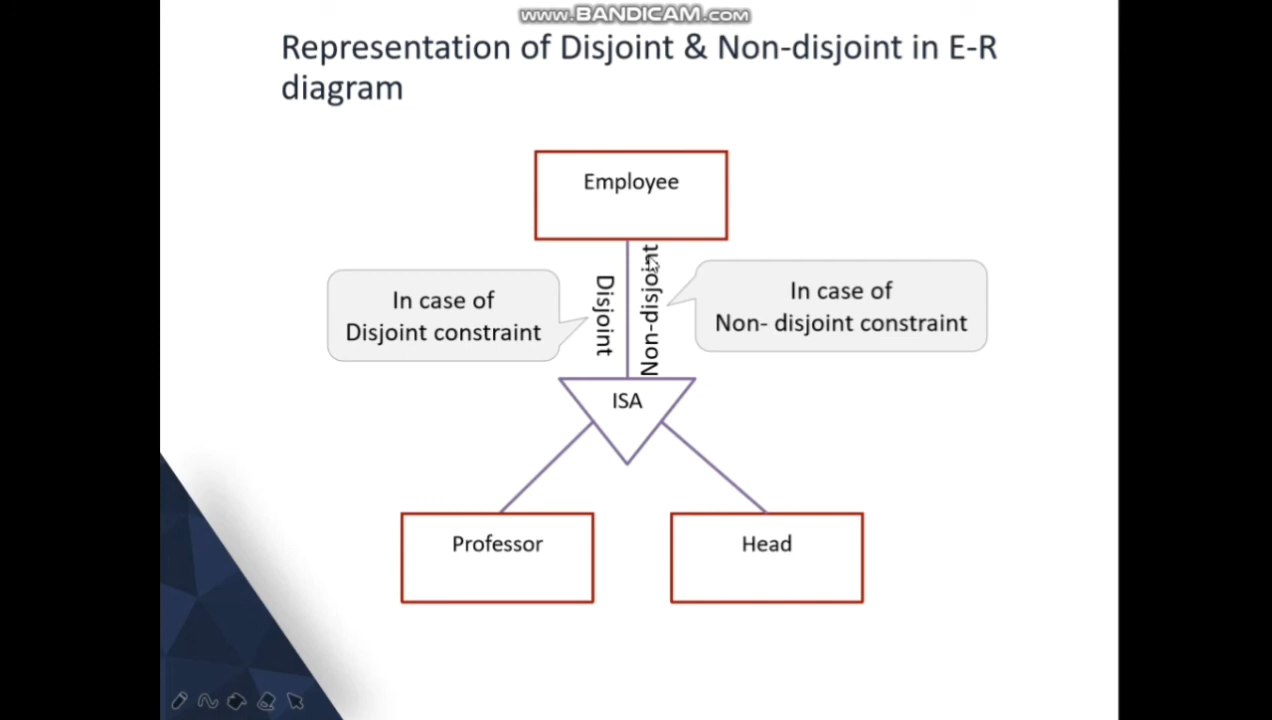 www.BANDICAM.com
Representation of Disjoint & Non-disjoint in E-R
diagram
Employee
In case of
Disjoint constraint
Disjoint
Non-disjoint
In case of
Non- disjoint constraint
ISA
Professor
Head